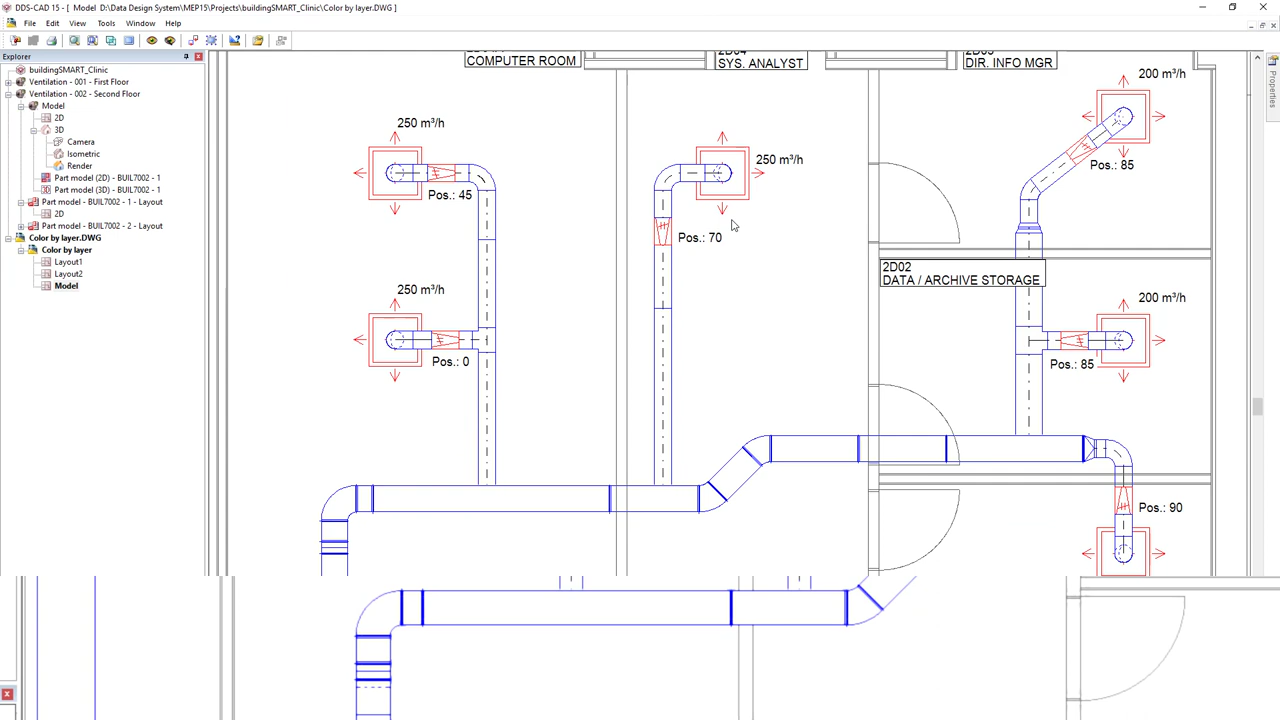 DDS-CAD 15 - [ Model  D:\Data Design System\MEP15\Projects\buildingSMART_Clinic\Color by layer.DWG ]
File Edit View Tools Window Help
Explorer
buildingSMART_Clinic
Ventilation - 001 - First Floor
Ventilation - 002 - Second Floor
Model
2D
3D
Camera
Isometric
Render
Part model (2D) - BUIL7002 - 1
Part model (3D) - BUIL7002 - 1
Part model - BUIL7002 - 1 - Layout
2D
Part model - BUIL7002 - 2 - Layout
Color by layer.DWG
Color by layer
Layout1
Layout2
Model
Properties
COMPUTER ROOM
2D04
SYS. ANALYST
2D03
DIR. INFO MGR
200 m³/h
250 m³/h
250 m³/h
Pos.: 85
Pos.: 45
Pos.: 70
2D02
DATA / ARCHIVE STORAGE
250 m³/h
200 m³/h
Pos.: 0
Pos.: 85
Pos.: 90